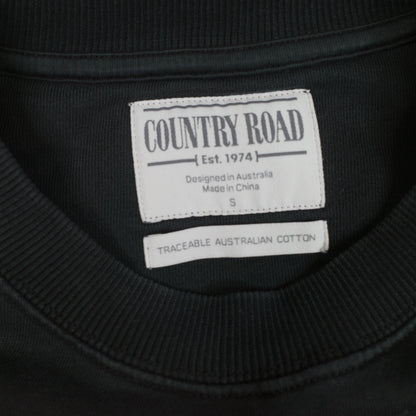 COUNTRY ROAD
{ Est. 1974 }
Designed in Australia
Made in China
S
TRACEABLE AUSTRALIAN COTTON